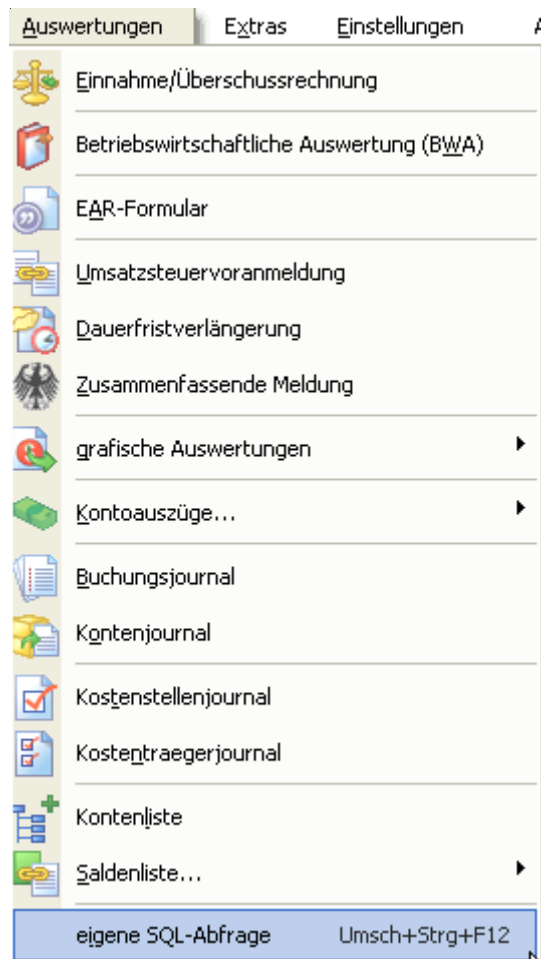 Auswertungen Extras Einstellungen
Einnahme/Überschussrechnung
Betriebswirtschaftliche Auswertung (BWA)
EAR-Formular
Umsatzsteuervoranmeldung
Dauerfristverlängerung
Zusammenfassende Meldung
grafische Auswertungen
Kontoauszüge...
Buchungsjournal
Kontenjournal
Kostenstellenjournal
Kostentraegerjournal
Kontenliste
Saldenliste...
eigene SQL-Abfrage Umsch+Strg+F12